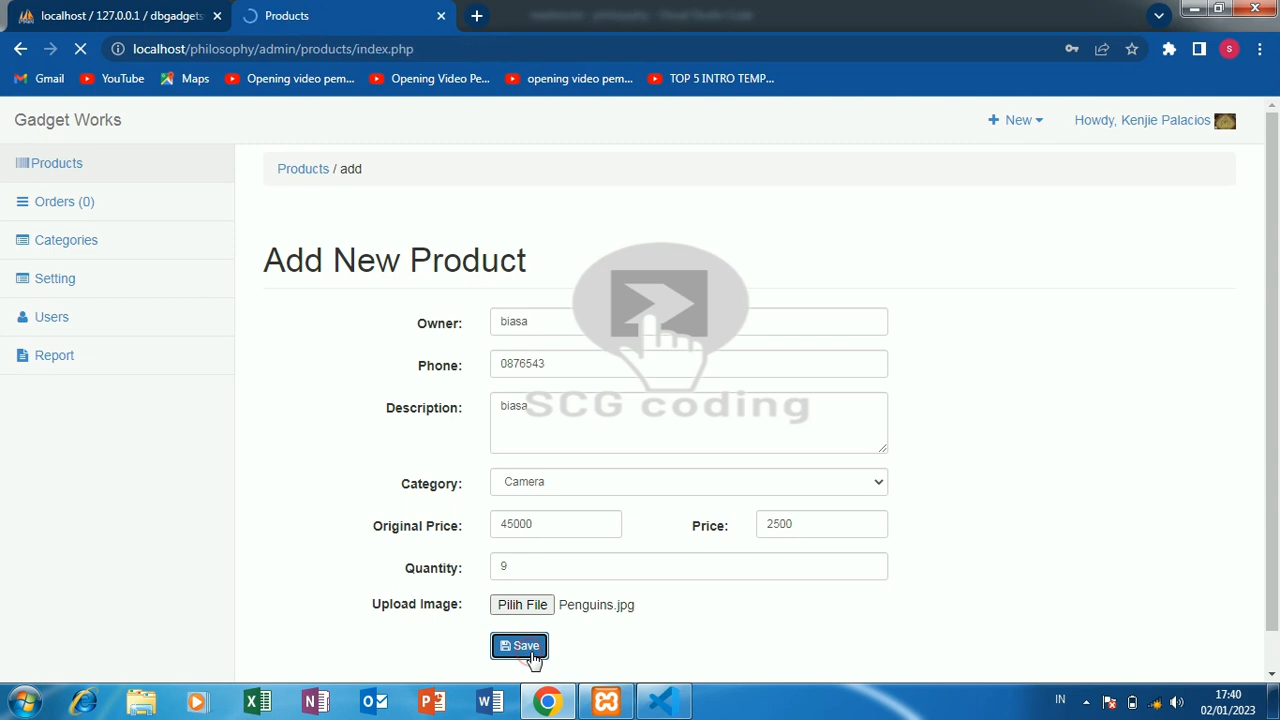 localhost / 127.0.0.1 / dbgadgets
Products
localhost/philosophy/admin/products/index.php
S
Gmail
YouTube
Maps
Opening video pem...
Opening Video Pe...
opening video pem...
TOP 5 INTRO TEMP...
Gadget Works
New
Howdy, Kenjie Palacios
Products
Orders (0)
Categories
Setting
Users
Report
Products / add
Add New Product
Owner: biasa
Phone: 0876543
Description: biasa
SCG coding
Category: Camera
Original Price: 45000 Price: 2500
Quantity: 9
Upload Image: Pilih File Penguins.jpg
Save
IN
17:40
02/01/2023